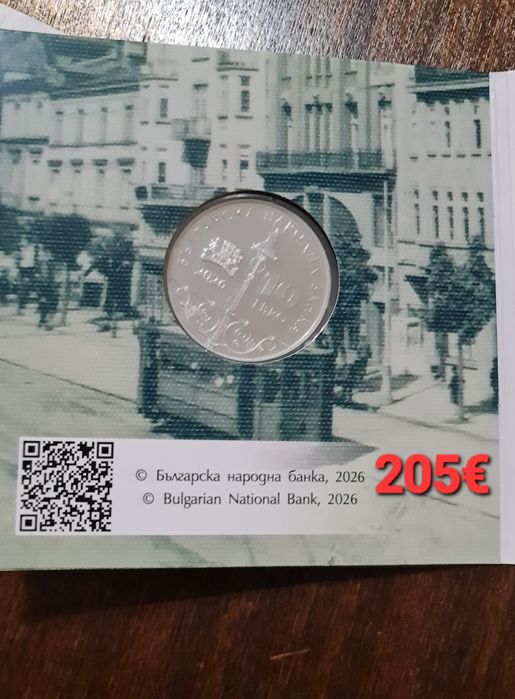 БЪЛГАРСКА НАРОДНА БАНКА
2026
10
ЕВРО
© Българска народна банка, 2026
© Bulgarian National Bank, 2026
205€